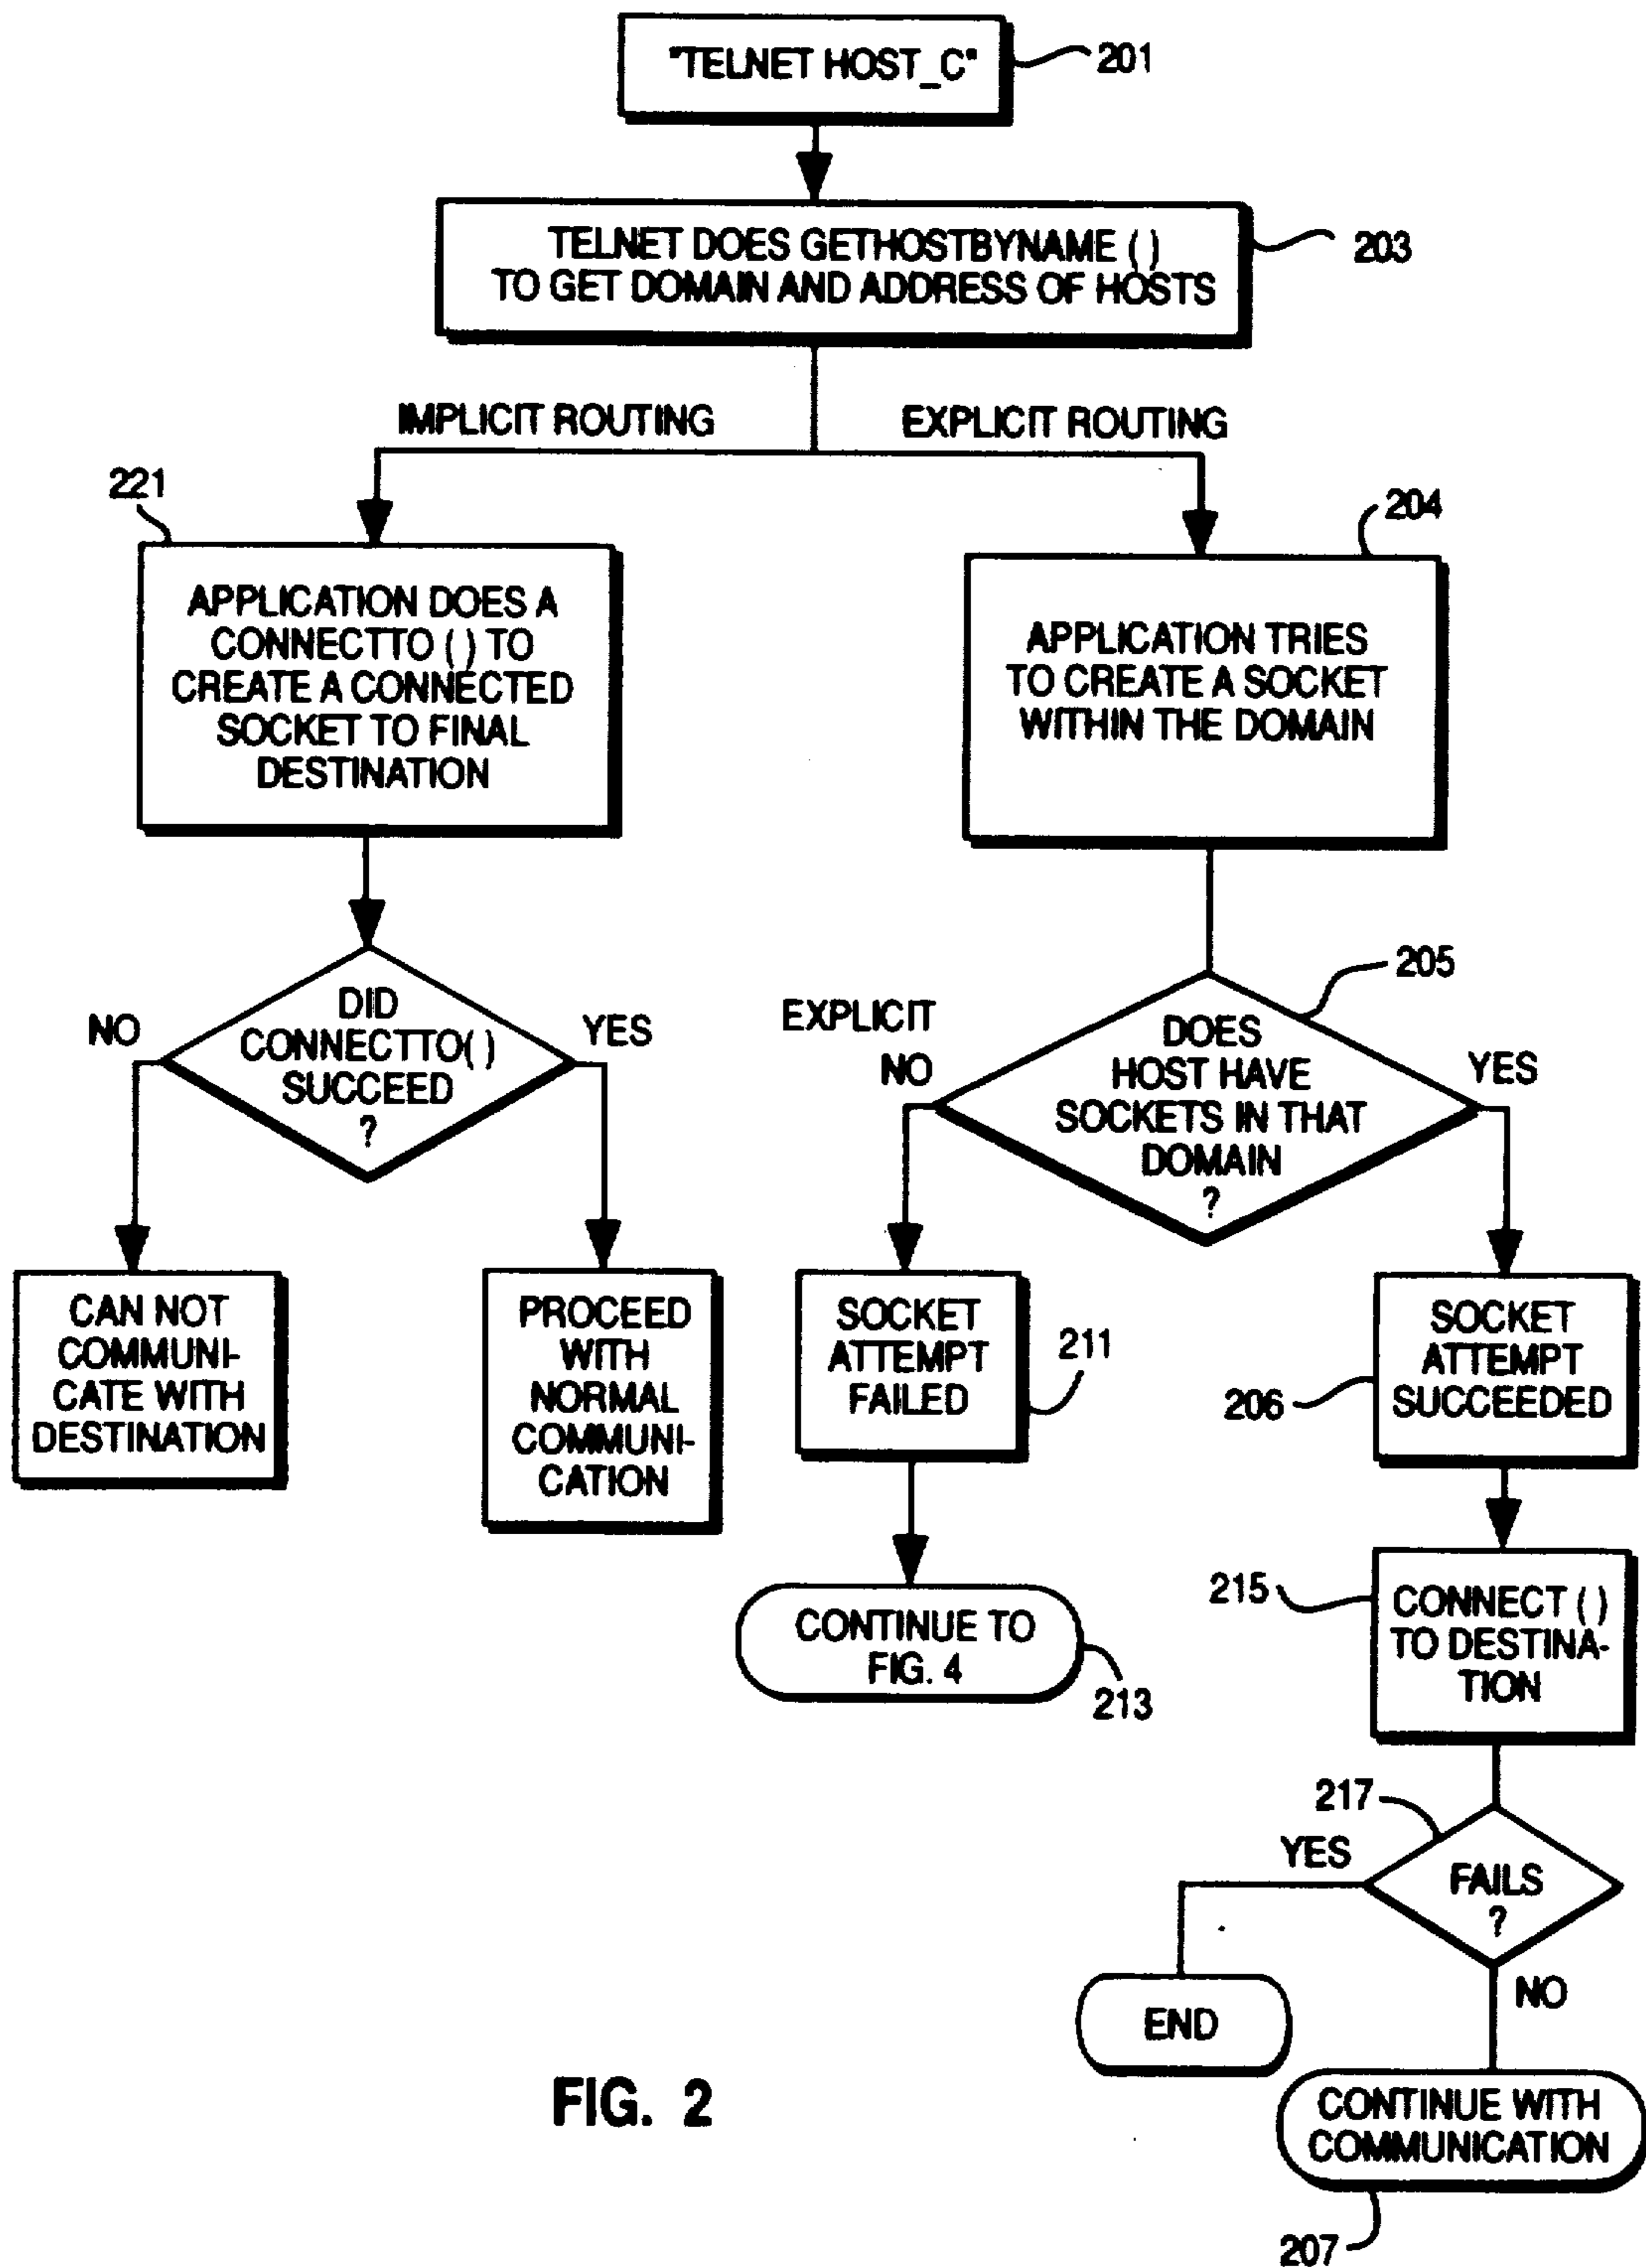 "TELNET HOST_C"
201
TELNET DOES GETHOSTBYNAME ( )
TO GET DOMAIN AND ADDRESS OF HOSTS
203
IMPLICIT ROUTING
EXPLICIT ROUTING
221
APPLICATION DOES A
CONNECTTO ( ) TO
CREATE A CONNECTED
SOCKET TO FINAL
DESTINATION
204
APPLICATION TRIES
TO CREATE A SOCKET
WITHIN THE DOMAIN
NO
DID
CONNECTTO( )
SUCCEED
?
YES
EXPLICIT
NO
205
DOES
HOST HAVE
SOCKETS IN THAT
DOMAIN
?
YES
CAN NOT
COMMUNI-
CATE WITH
DESTINATION
PROCEED
WITH
NORMAL
COMMUNI-
CATION
SOCKET
ATTEMPT
FAILED
211
206
SOCKET
ATTEMPT
SUCCEEDED
CONTINUE TO
FIG. 4
213
215
CONNECT ( )
TO DESTINA-
TION
217
YES
FAILS
?
NO
END
CONTINUE WITH
COMMUNICATION
207
FIG. 2